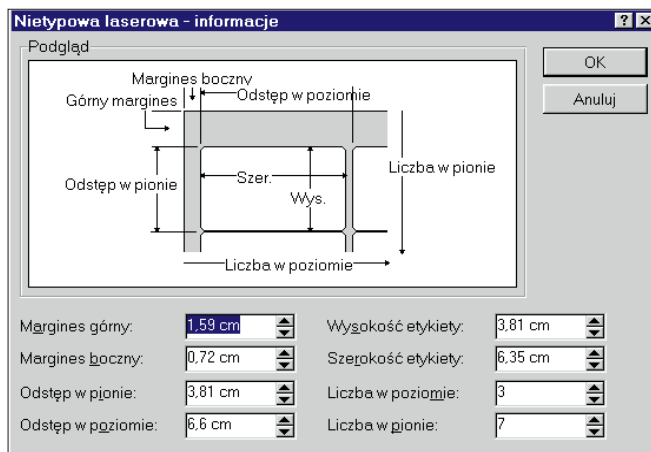 Nietypowa laserowa - informacje
Podgląd
OK
Anuluj
Margines boczny
Odstęp w poziomie
Górny margines
Liczba w pionie
Odstęp w pionie
Szer.
Wys.
Liczba w poziomie
Margines górny: 1,59 cm
Wysokość etykiety: 3,81 cm
Margines boczny: 0,72 cm
Szerokość etykiety: 6,35 cm
Odstęp w pionie: 3,81 cm
Liczba w poziomie: 3
Odstęp w poziomie: 6,6 cm
Liczba w pionie: 7